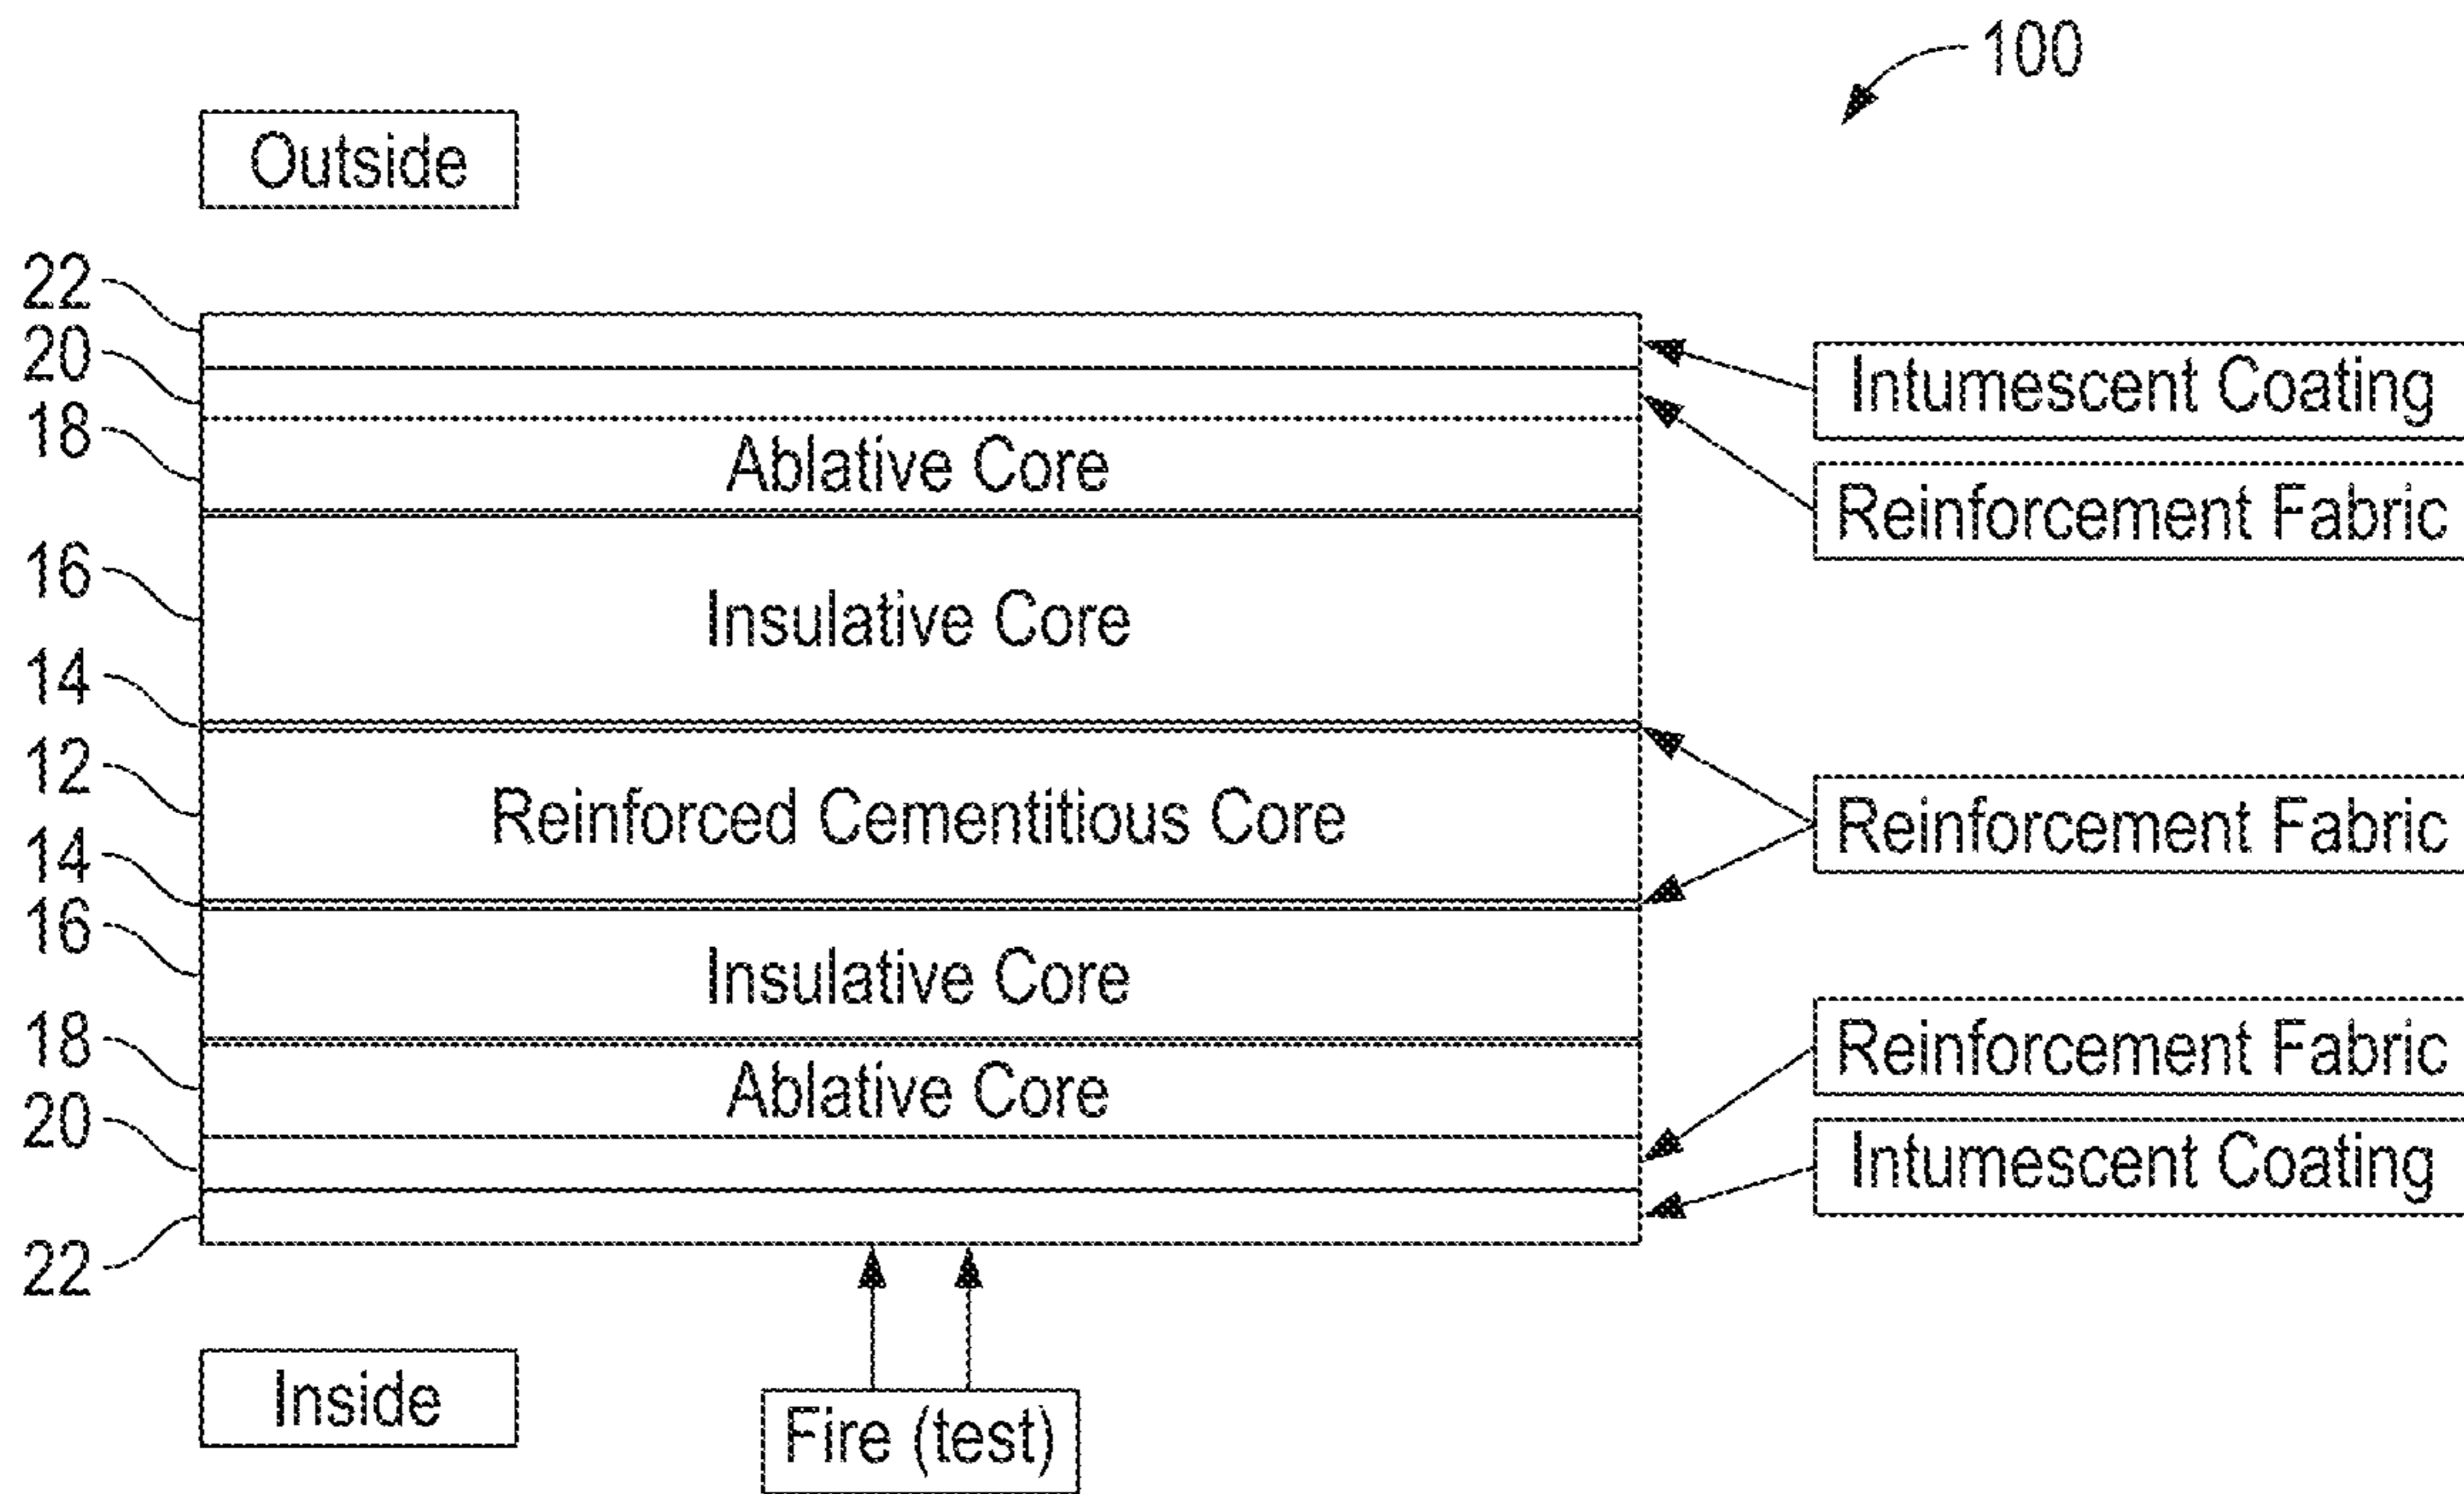 100
Outside
22
20
Intumescent Coating
18
Ablative Core
Reinforcement Fabric
16
Insulative Core
14
12
Reinforced Cementitious Core
Reinforcement Fabric
14
16
Insulative Core
18
Reinforcement Fabric
Ablative Core
20
Intumescent Coating
22
Inside
Fire (test)